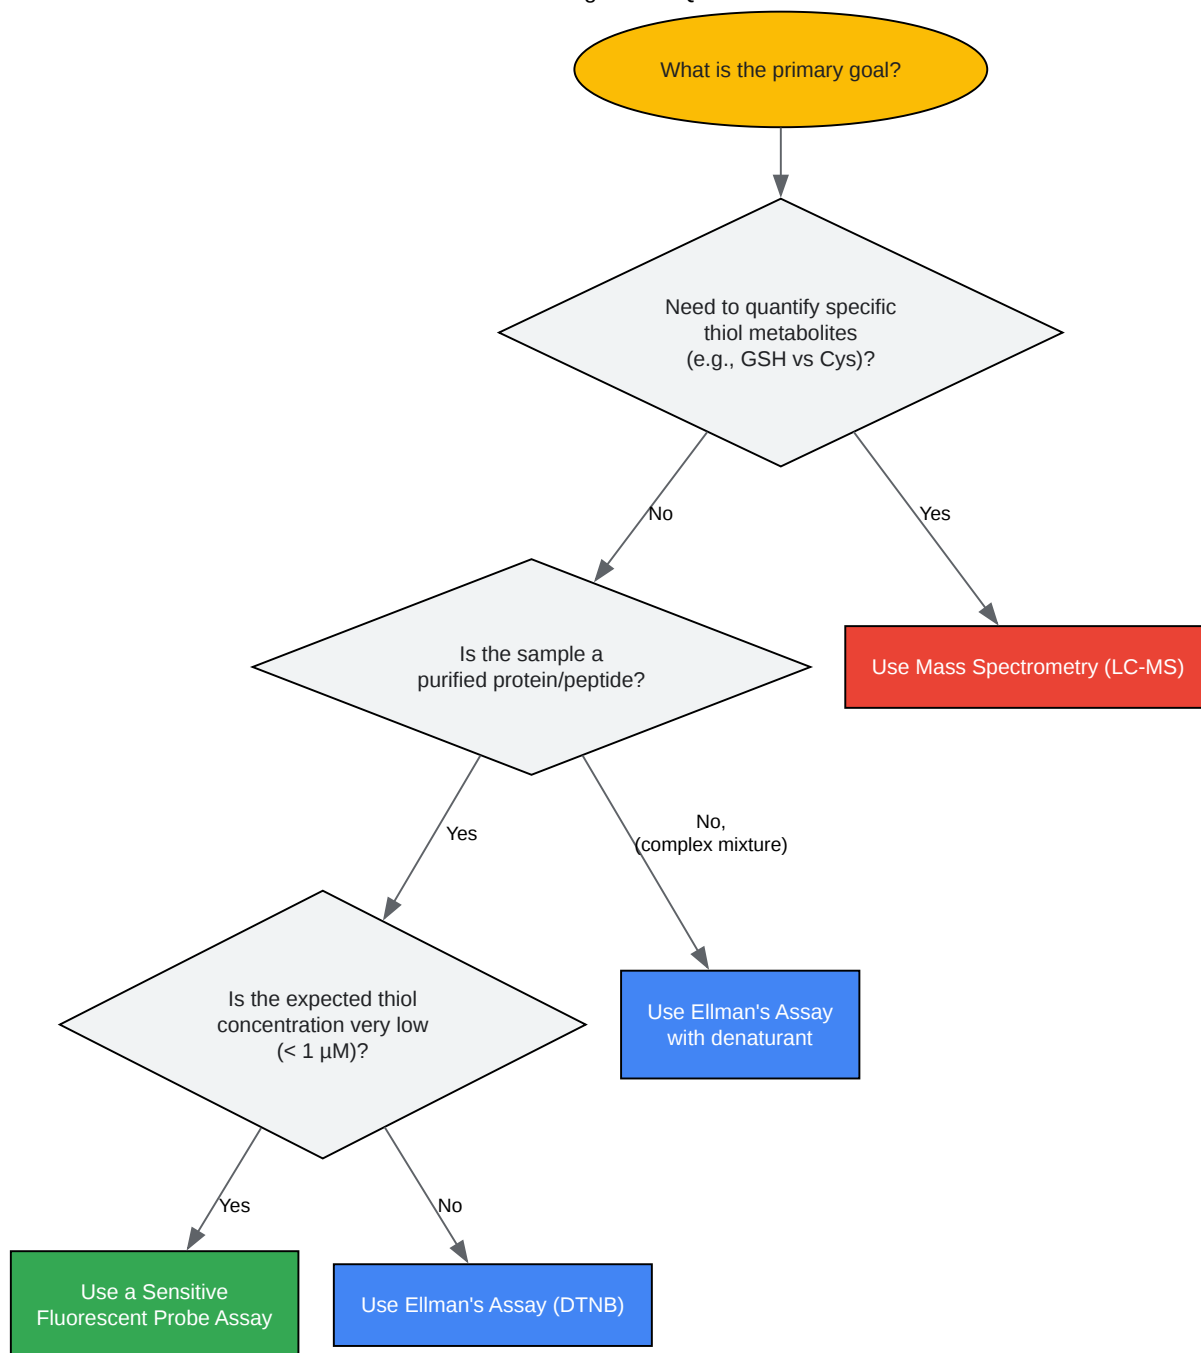 What is the primary goal?
Need to quantify specific
thiol metabolites
(e.g., GSH vs Cys)?
No
Yes
Is the sample a
purified protein/peptide?
Use Mass Spectrometry (LC-MS)
Yes
No,
(complex mixture)
Is the expected thiol
concentration very low
(< 1 µM)?
Use Ellman's Assay
with denaturant
Yes
No
Use a Sensitive
Fluorescent Probe Assay
Use Ellman's Assay (DTNB)